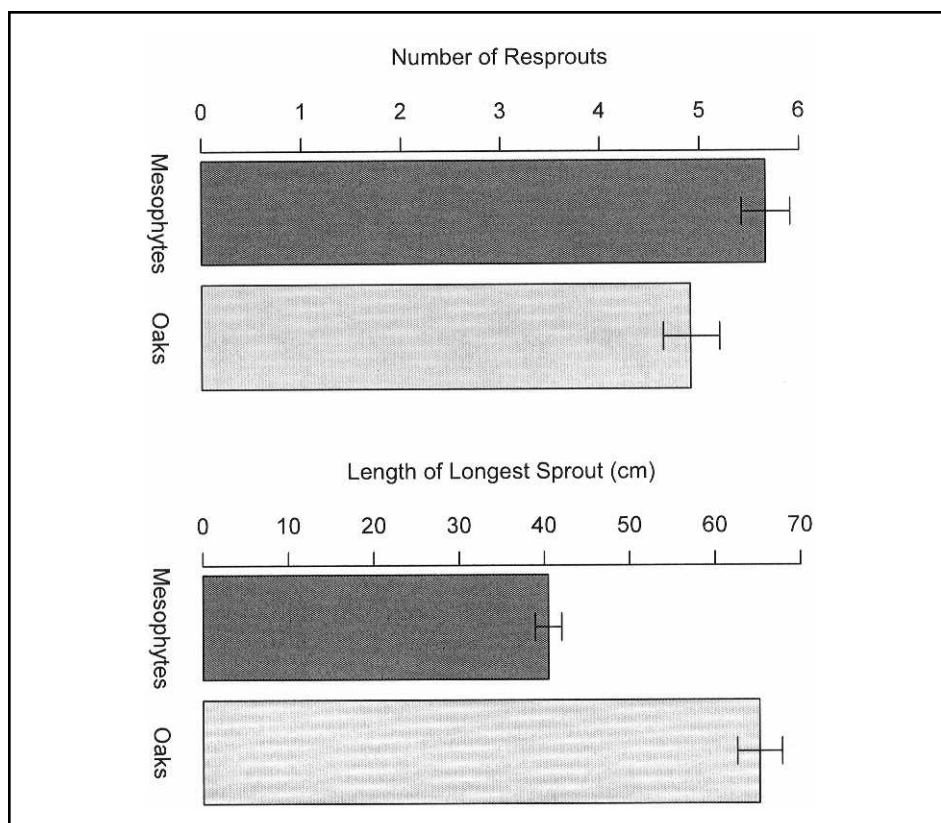 Number of Resprouts
0 1 2 3 4 5 6
Mesophytes
Oaks
Length of Longest Sprout (cm)
0 10 20 30 40 50 60 70
Mesophytes
Oaks